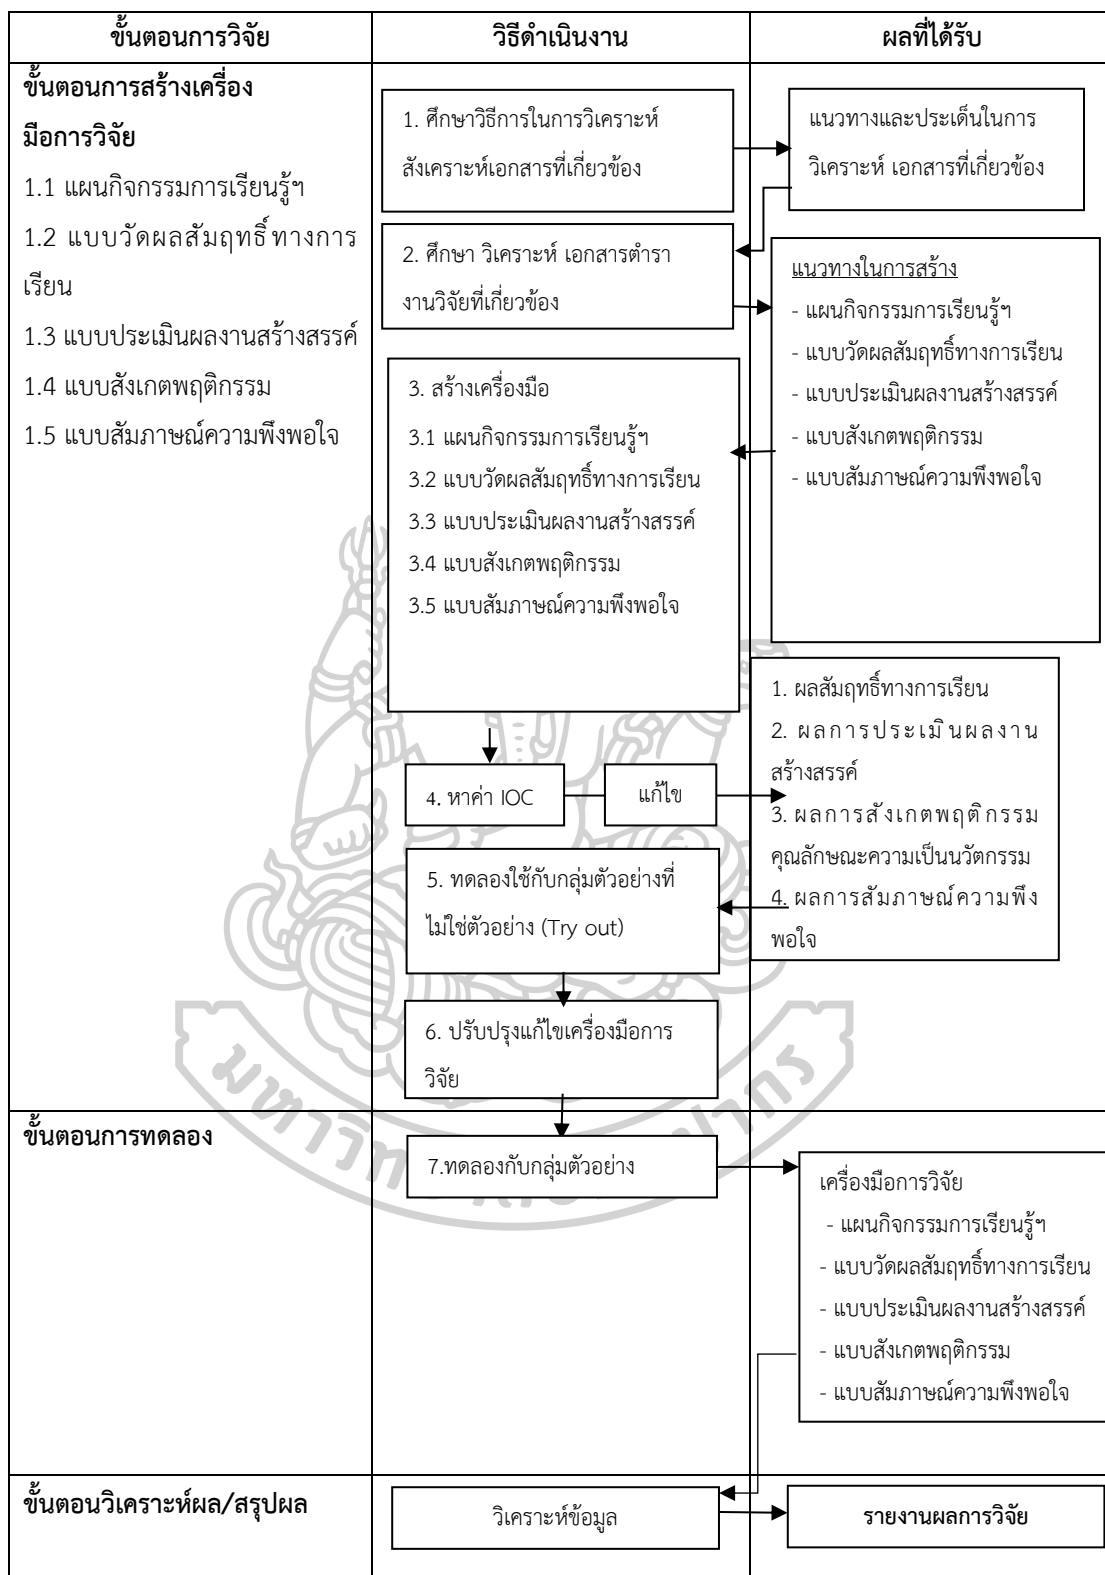 ขั้นตอนการวิจัย
วิธีดำเนินงาน
ผลที่ได้รับ
ขั้นตอนการสร้างเครื่อง
มือการวิจัย
1.1 แผนกิจกรรมการเรียนรู้ฯ
1.2 แบบวัดผลสัมฤทธิ์ทางการ
เรียน
1.3 แบบประเมินผลงานสร้างสรรค์
1.4 แบบสังเกตพฤติกรรม
1.5 แบบสัมภาษณ์ความพึงพอใจ
1. ศึกษาวิธีการในการวิเคราะห์
สังเคราะห์เอกสารที่เกี่ยวข้อง
แนวทางและประเด็นในการ
วิเคราะห์ เอกสารที่เกี่ยวข้อง
2. ศึกษา วิเคราะห์ เอกสารตำรา
งานวิจัยที่เกี่ยวข้อง
แนวทางในการสร้าง
- แผนกิจกรรมการเรียนรู้ฯ
- แบบวัดผลสัมฤทธิ์ทางการเรียน
- แบบประเมินผลงานสร้างสรรค์
- แบบสังเกตพฤติกรรม
- แบบสัมภาษณ์ความพึงพอใจ
3. สร้างเครื่องมือ
3.1 แผนกิจกรรมการเรียนรู้ฯ
3.2 แบบวัดผลสัมฤทธิ์ทางการเรียน
3.3 แบบประเมินผลงานสร้างสรรค์
3.4 แบบสังเกตพฤติกรรม
3.5 แบบสัมภาษณ์ความพึงพอใจ
4. หาค่า IOC
แก้ไข
1. ผลสัมฤทธิ์ทางการเรียน
2. ผลการประเมินผลงาน
สร้างสรรค์
3. ผลการสังเกตพฤติกรรม
คุณลักษณะความเป็นนวัตกรรม
4. ผลการสัมภาษณ์ความพึง
พอใจ
5. ทดลองใช้กับกลุ่มตัวอย่างที่
ไม่ใช่ตัวอย่าง (Try out)
6. ปรับปรุงแก้ไขเครื่องมือการ
วิจัย
ขั้นตอนการทดลอง
7.ทดลองกับกลุ่มตัวอย่าง
เครื่องมือการวิจัย
- แผนกิจกรรมการเรียนรู้ฯ
- แบบวัดผลสัมฤทธิ์ทางการเรียน
- แบบประเมินผลงานสร้างสรรค์
- แบบสังเกตพฤติกรรม
- แบบสัมภาษณ์ความพึงพอใจ
ขั้นตอนวิเคราะห์ผล/สรุปผล
วิเคราะห์ข้อมูล
รายงานผลการวิจัย